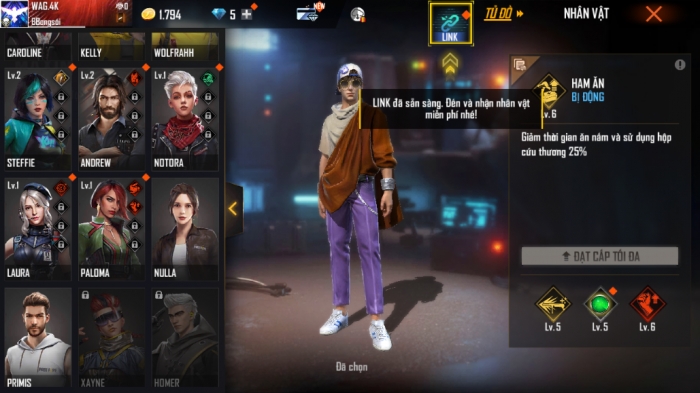 WAG.4K
GBangsói
1.794
5
NEW
LINK
TỦ ĐỒ
NHÂN VẬT
CAROLINE
KELLY
WOLFRAHH
LINK đã sẵn sàng. Đến và nhận nhân vật
miễn phí nhé!
HAM ĂN
BỊ ĐỘNG
Lv. 6
Giảm thời gian ăn nấm và sử dụng hộp
cứu thương 25%
Lv.2
Lv.2
Lv.1
STEFFIE
ANDREW
NOTORA
Lv.1
Lv.1
LAURA
PALOMA
NULLA
ĐẠT CẤP TỐI ĐA
Lv. 5
Lv. 5
Lv. 6
PRIMIS
XAYNE
HOMER
Đã chọn